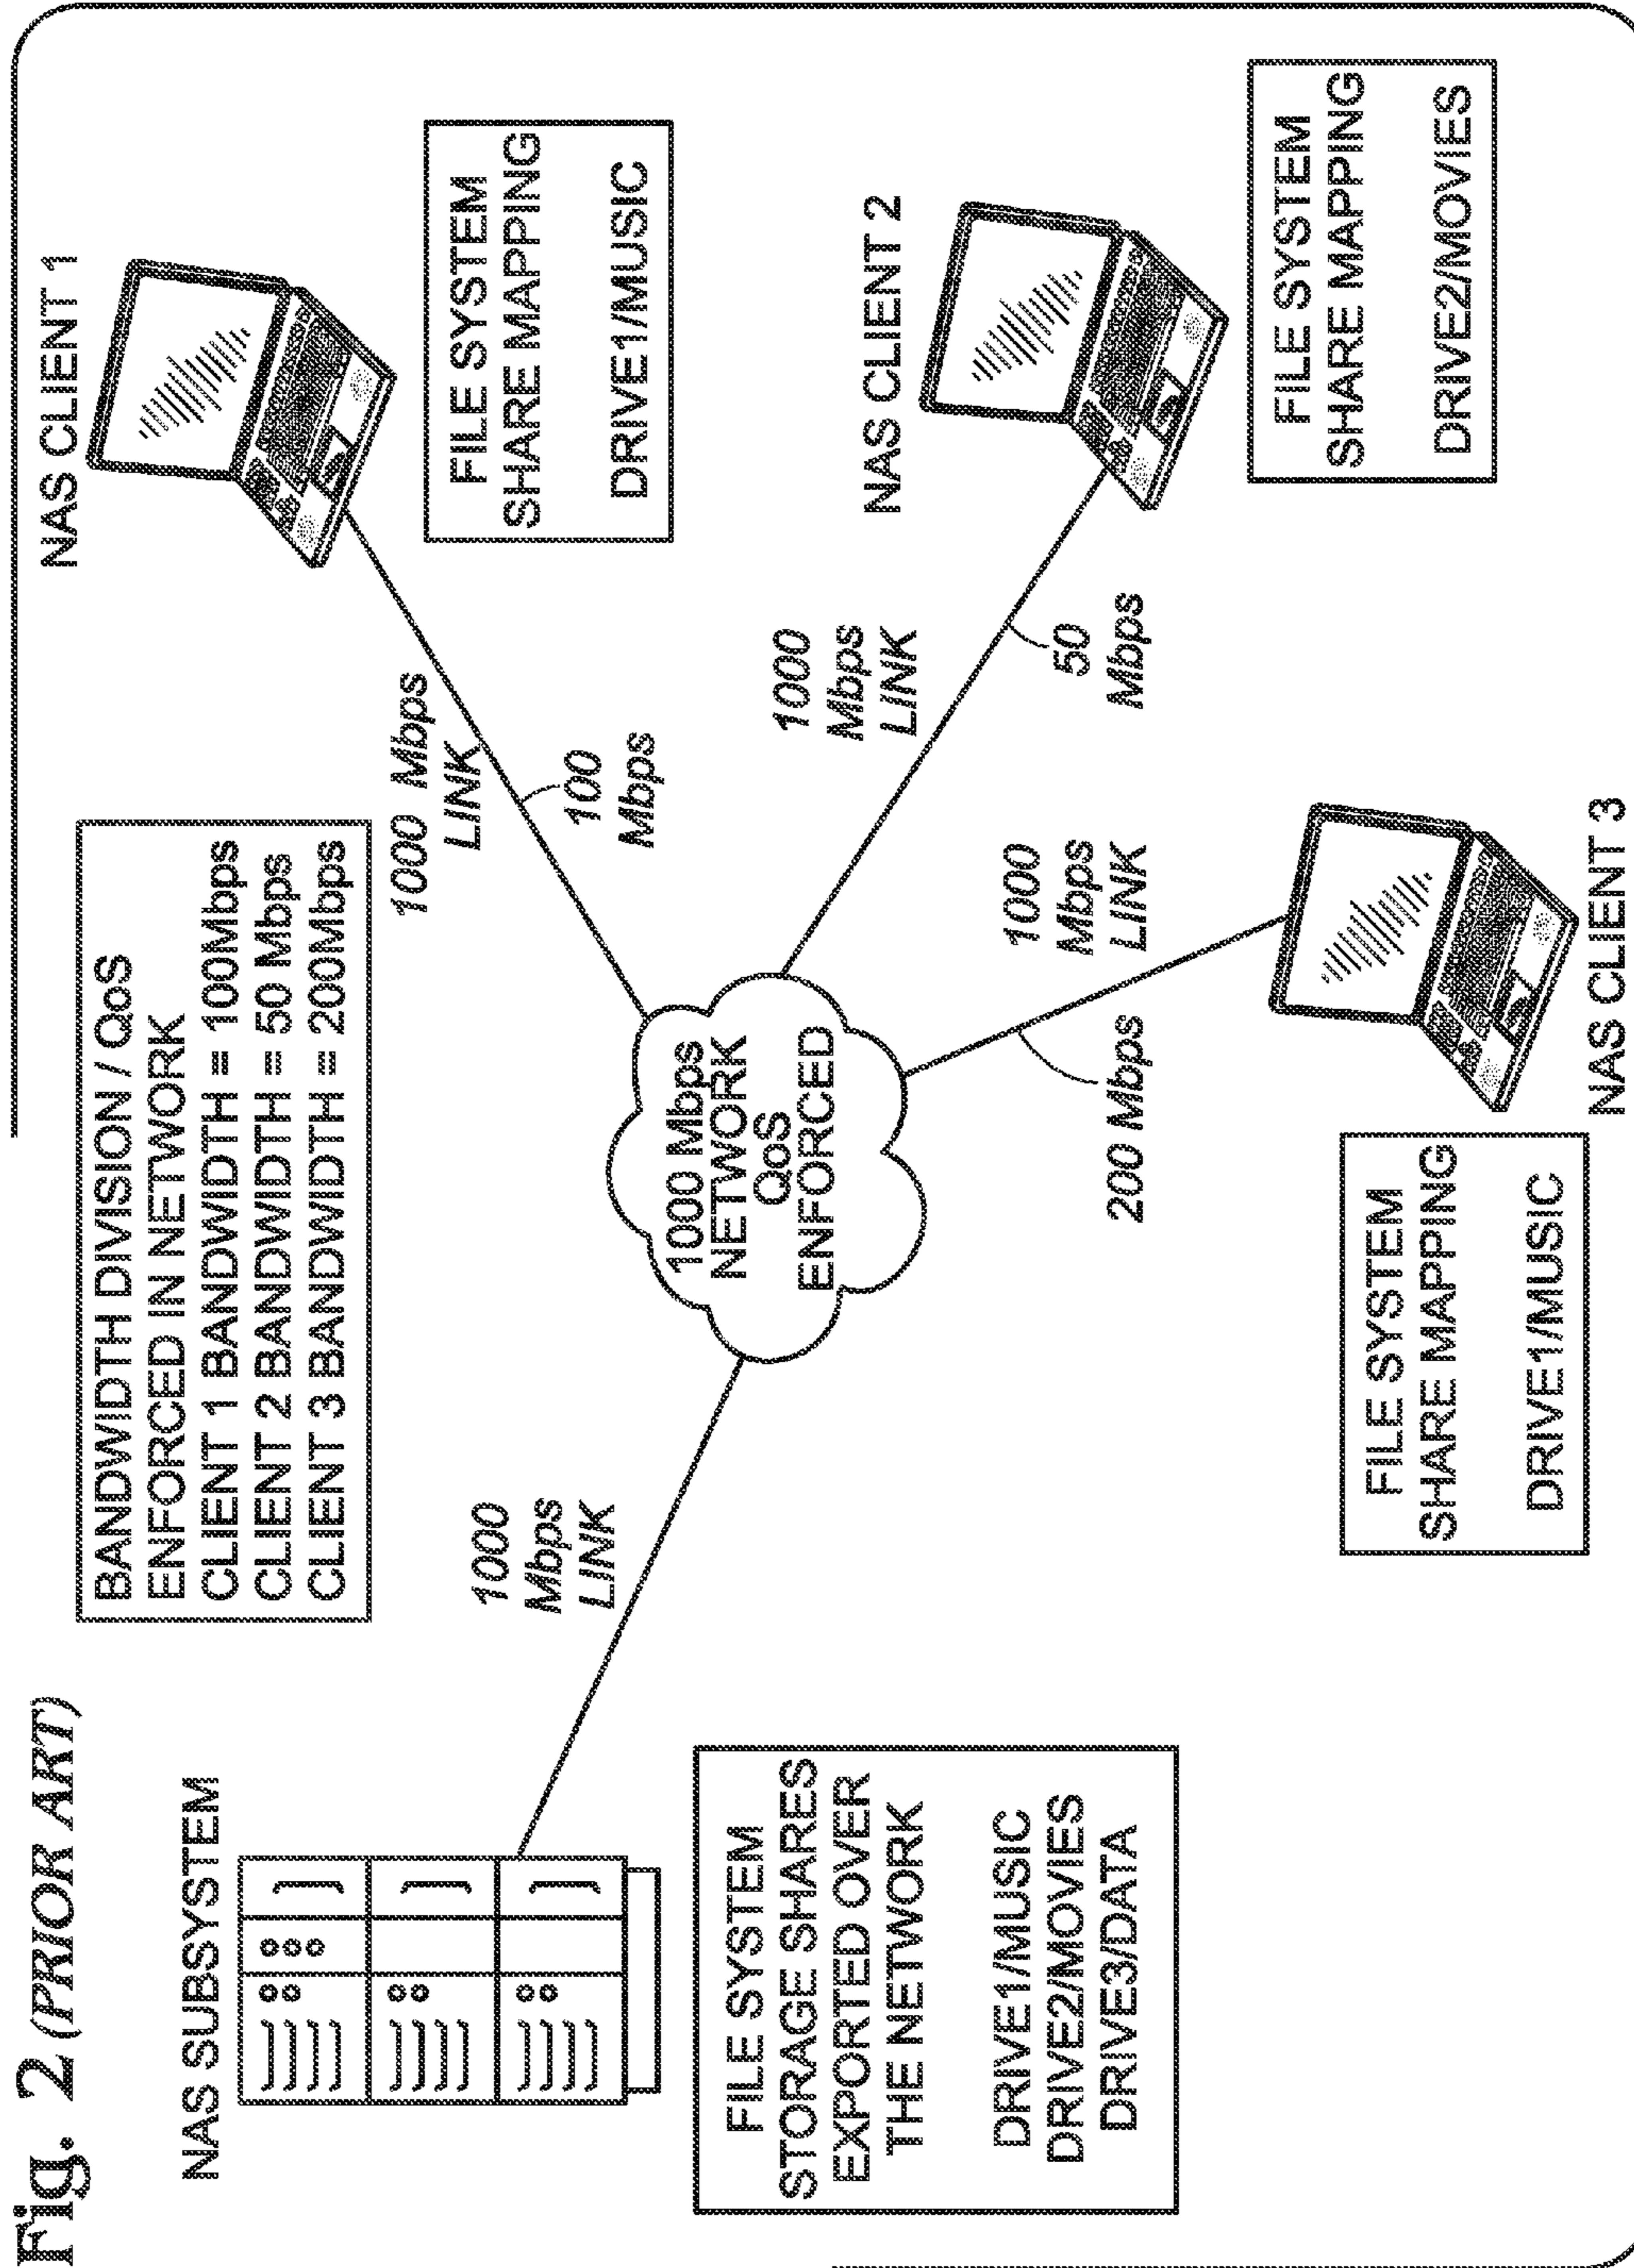 Fig. 2 (PRIOR ART)
NAS SUBSYSTEM
FILE SYSTEM
STORAGE SHARES
EXPORTED OVER
THE NETWORK
DRIVE1/MUSIC
DRIVE2/MOVIES
DRIVE3/DATA
1000
Mbps
LINK
BANDWIDTH DIVISION / QoS
ENFORCED IN NETWORK
CLIENT 1 BANDWIDTH = 100Mbps
CLIENT 2 BANDWIDTH = 50 Mbps
CLIENT 3 BANDWIDTH = 200Mbps
1000 Mbps
NETWORK
QoS
ENFORCED
1000 Mbps
LINK
100
Mbps
NAS CLIENT 1
FILE SYSTEM
SHARE MAPPING
DRIVE1/MUSIC
1000
Mbps
LINK
50
Mbps
NAS CLIENT 2
FILE SYSTEM
SHARE MAPPING
DRIVE2/MOVIES
1000
Mbps
LINK
200 Mbps
NAS CLIENT 3
FILE SYSTEM
SHARE MAPPING
DRIVE1/MUSIC